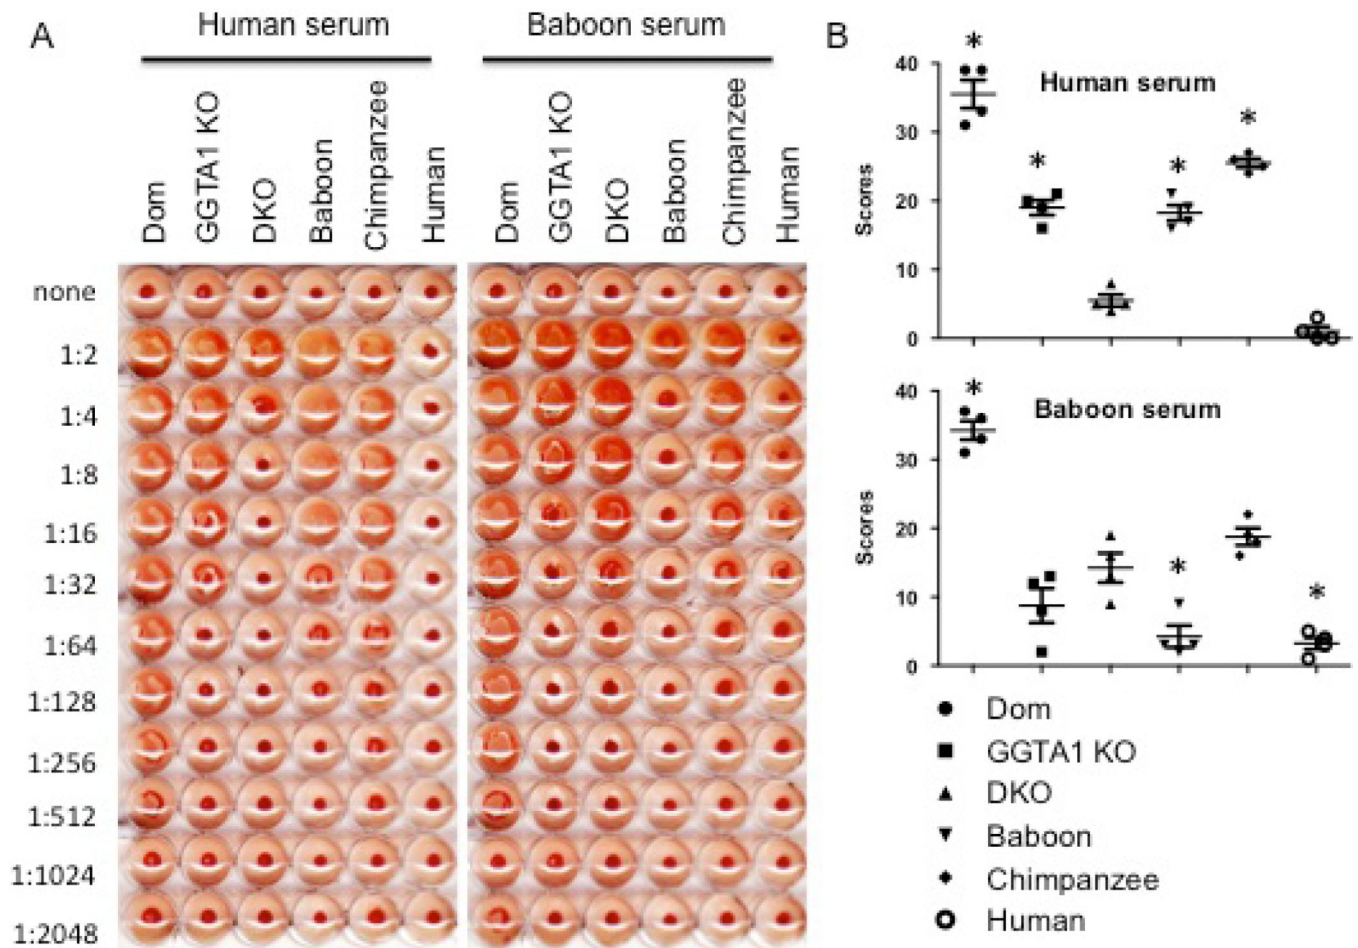 A
Human serum
Baboon serum
Dom
GGTA1 KO
DKO
Baboon
Chimpanzee
Human
Dom
GGTA1 KO
DKO
Baboon
Chimpanzee
Human
none
1:2
1:4
1:8
1:16
1:32
1:64
1:128
1:256
1:512
1:1024
1:2048
B
Human serum
Scores
40
30
20
10
0
*
*
*
*
Baboon serum
Scores
40
30
20
10
0
*
*
*
Dom
GGTA1 KO
DKO
Baboon
Chimpanzee
Human